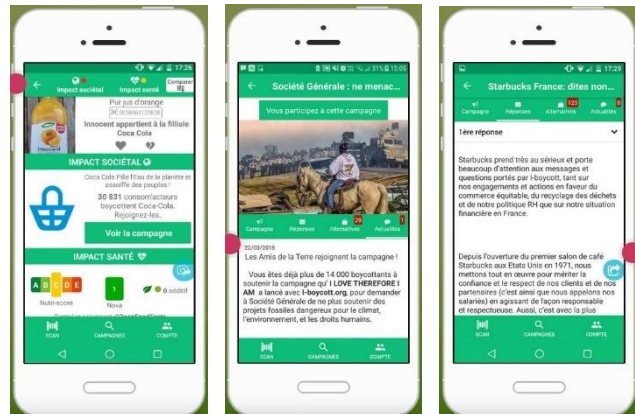 17:26
Impact sociétal
Impact santé
Comparer
Pur jus d'orange
innocent
Innocent appartient à la filliale
Coca Cola
IMPACT SOCIÉTAL
Coca Cola Pille l'Eau de la planète et
assoiffe des peuples !
30 831 consom'acteurs
boycottent Coca-Cola.
Rejoignez-les.
Voir la campagne
IMPACT SANTÉ
A B C D E
Nutri-score
1
Nova
0 additif
SCAN
CAMPAGNES
COMPTE
31% 15:05
Société Générale : ne menac...
Vous participez à cette campagne
Campagne
Réponses
29
Alternatives
1
Actualités
22/03/2018
Les Amis de la Terre rejoignent la campagne !
Vous êtes déjà plus de 14 000 boycottants à
soutenir la campagne qu' I LOVE THEREFORE I
AM a lancé avec I-boycott.org, pour demander
à Société Générale de ne plus soutenir des
projets fossiles dangereux pour le climat,
l'environnement, et les droits humains.
SCAN
CAMPAGNES
COMPTE
17:29
Starbucks France: dites non...
Campagne
Réponses
123
Alternatives
Actualités
1ère réponse
Starbucks prend très au sérieux et porte
beaucoup d'attention aux messages et
questions portés par I-boycott, tant sur
nos engagements et actions en faveur du
commerce équitable, du recyclage des déchets
et de notre politique RH que sur notre situation
financière en France.
Depuis l'ouverture du premier salon de café
Starbucks aux Etats Unis en 1971, nous
mettons tout en œuvre pour mériter la
confiance et le respect de nos clients et de nos
partenaires (c'est ainsi que nous appelons nos
salariés) en agissant de façon responsable
et respectueuse. Aussi, c'est avec la plus
SCAN
CAMPAGNES
COMPTE